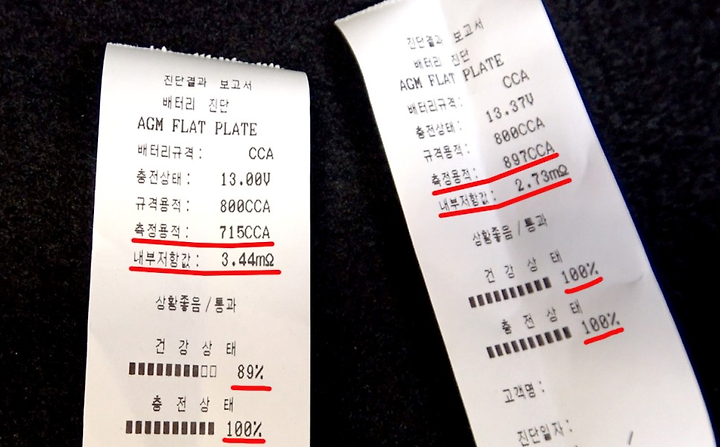 진단결과 보고서
배터리 진단
AGM FLAT PLATE
배터리규격: CCA
충전상태: 13.00V
규격용적: 800CCA
측정용적: 715CCA
내부저항값: 3.44mΩ
상황좋음/통과
건 강 상 태
89%
충 전 상 태
100%
진단결과 보고서
배터리 진단
AGM FLAT PLATE
배터리규격: CCA
충전상태: 13.37V
규격용적: 800CCA
측정용적: 897CCA
내부저항값: 2.73mΩ
상황좋음/통과
건 강 상 태
100%
충 전 상 태
100%
고객명:
진단일자: